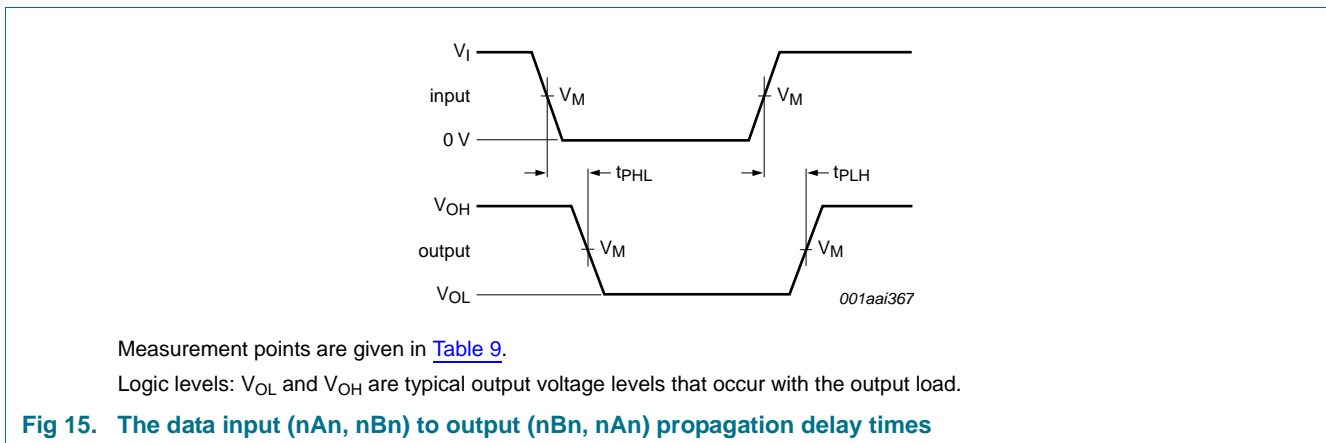 VI
VM
VM
input
0 V
tPHL
tPLH
VOH
VM
VM
output
VOL
001aai367
Measurement points are given in Table 9.
Logic levels: VOL and VOH are typical output voltage levels that occur with the output load.
Fig 15. The data input (nAn, nBn) to output (nBn, nAn) propagation delay times